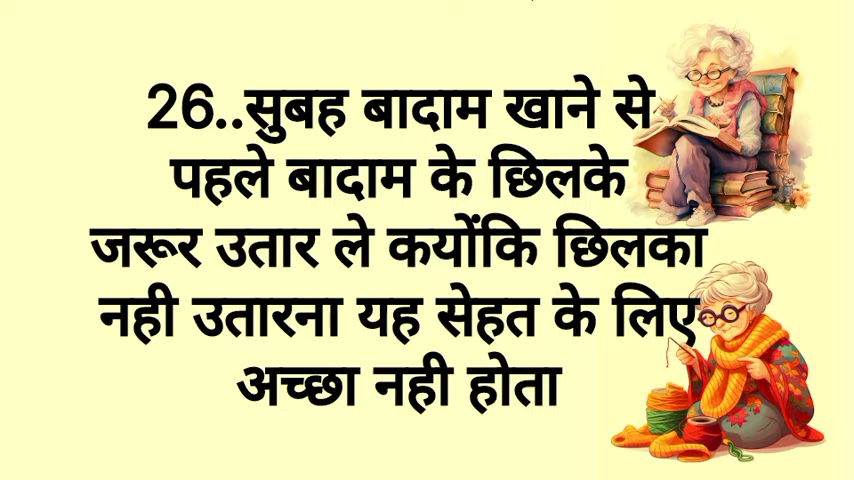 26..सुबह बादाम खाने से
पहले बादाम के छिलके
जरूर उतार ले कयोंकि छिलका
नही उतारना यह सेहत के लिए
अच्छा नही होता